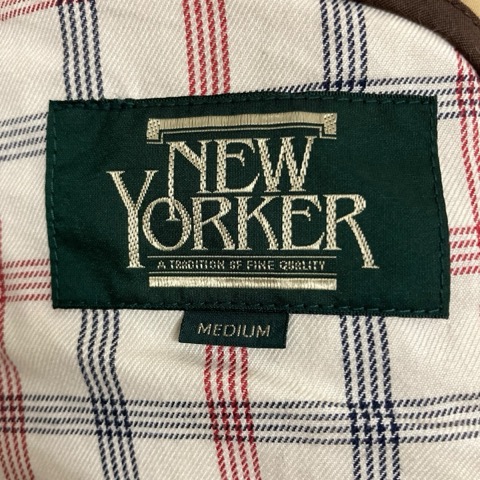 NEW
YORKER
A TRADITION OF FINE QUALITY
MEDIUM